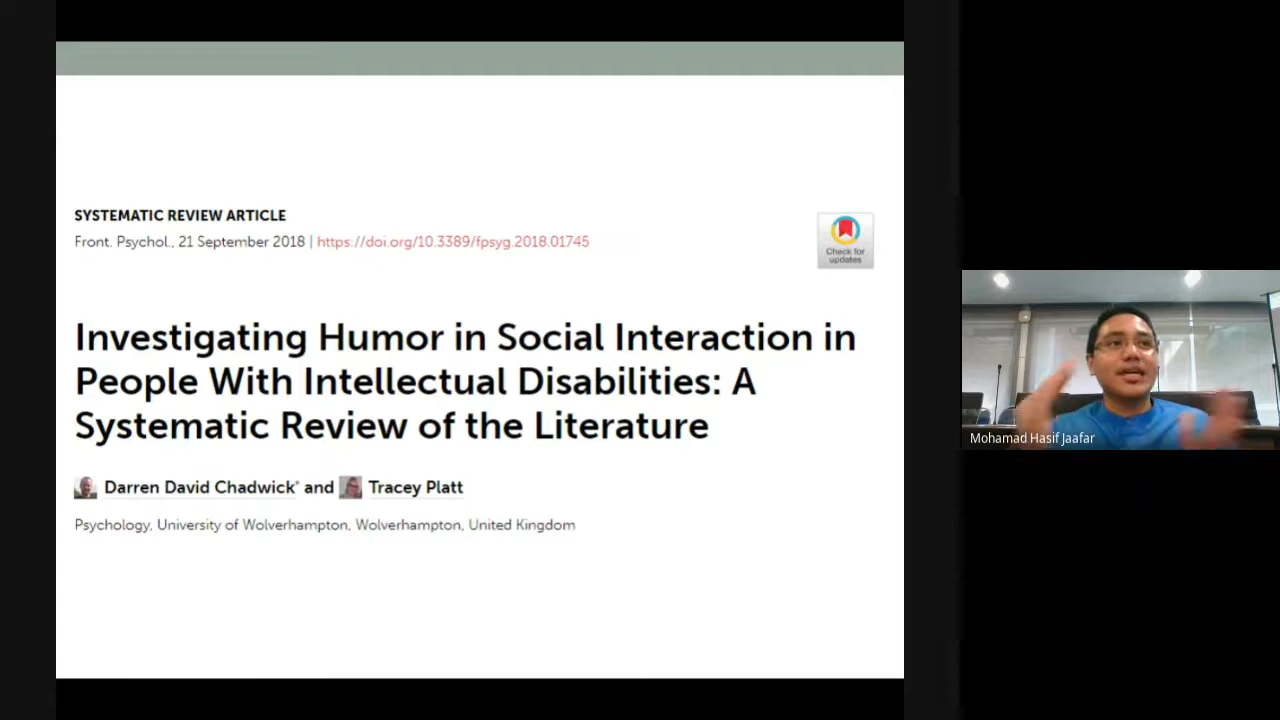 SYSTEMATIC REVIEW ARTICLE
Front. Psychol., 21 September 2018 | https://doi.org/10.3389/fpsyg.2018.01745
Check for
updates
Investigating Humor in Social Interaction in
People With Intellectual Disabilities: A
Systematic Review of the Literature
Darren David Chadwick* and Tracey Platt
Psychology, University of Wolverhampton, Wolverhampton, United Kingdom
Mohamad Hasif Jaafar